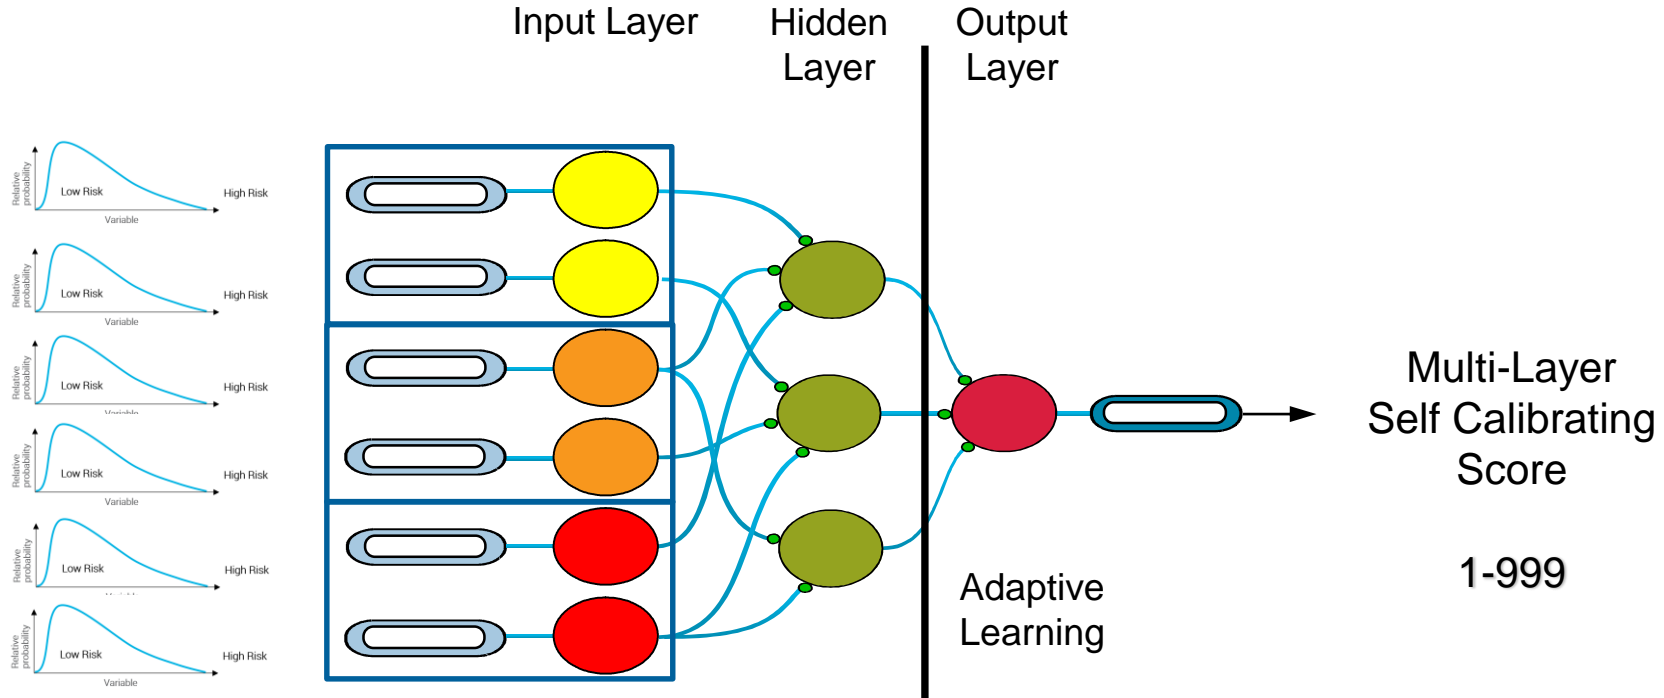 Input Layer
Hidden
Layer
Output
Layer
Relative
probability
Low Risk
High Risk
Variable
Relative
probability
Low Risk
High Risk
Variable
Relative
probability
Low Risk
High Risk
Variable
Relative
probability
Low Risk
High Risk
Variable
Relative
probability
Low Risk
High Risk
Variable
Relative
probability
Low Risk
High Risk
Variable
Multi-Layer
Self Calibrating
Score
1-999
Adaptive
Learning